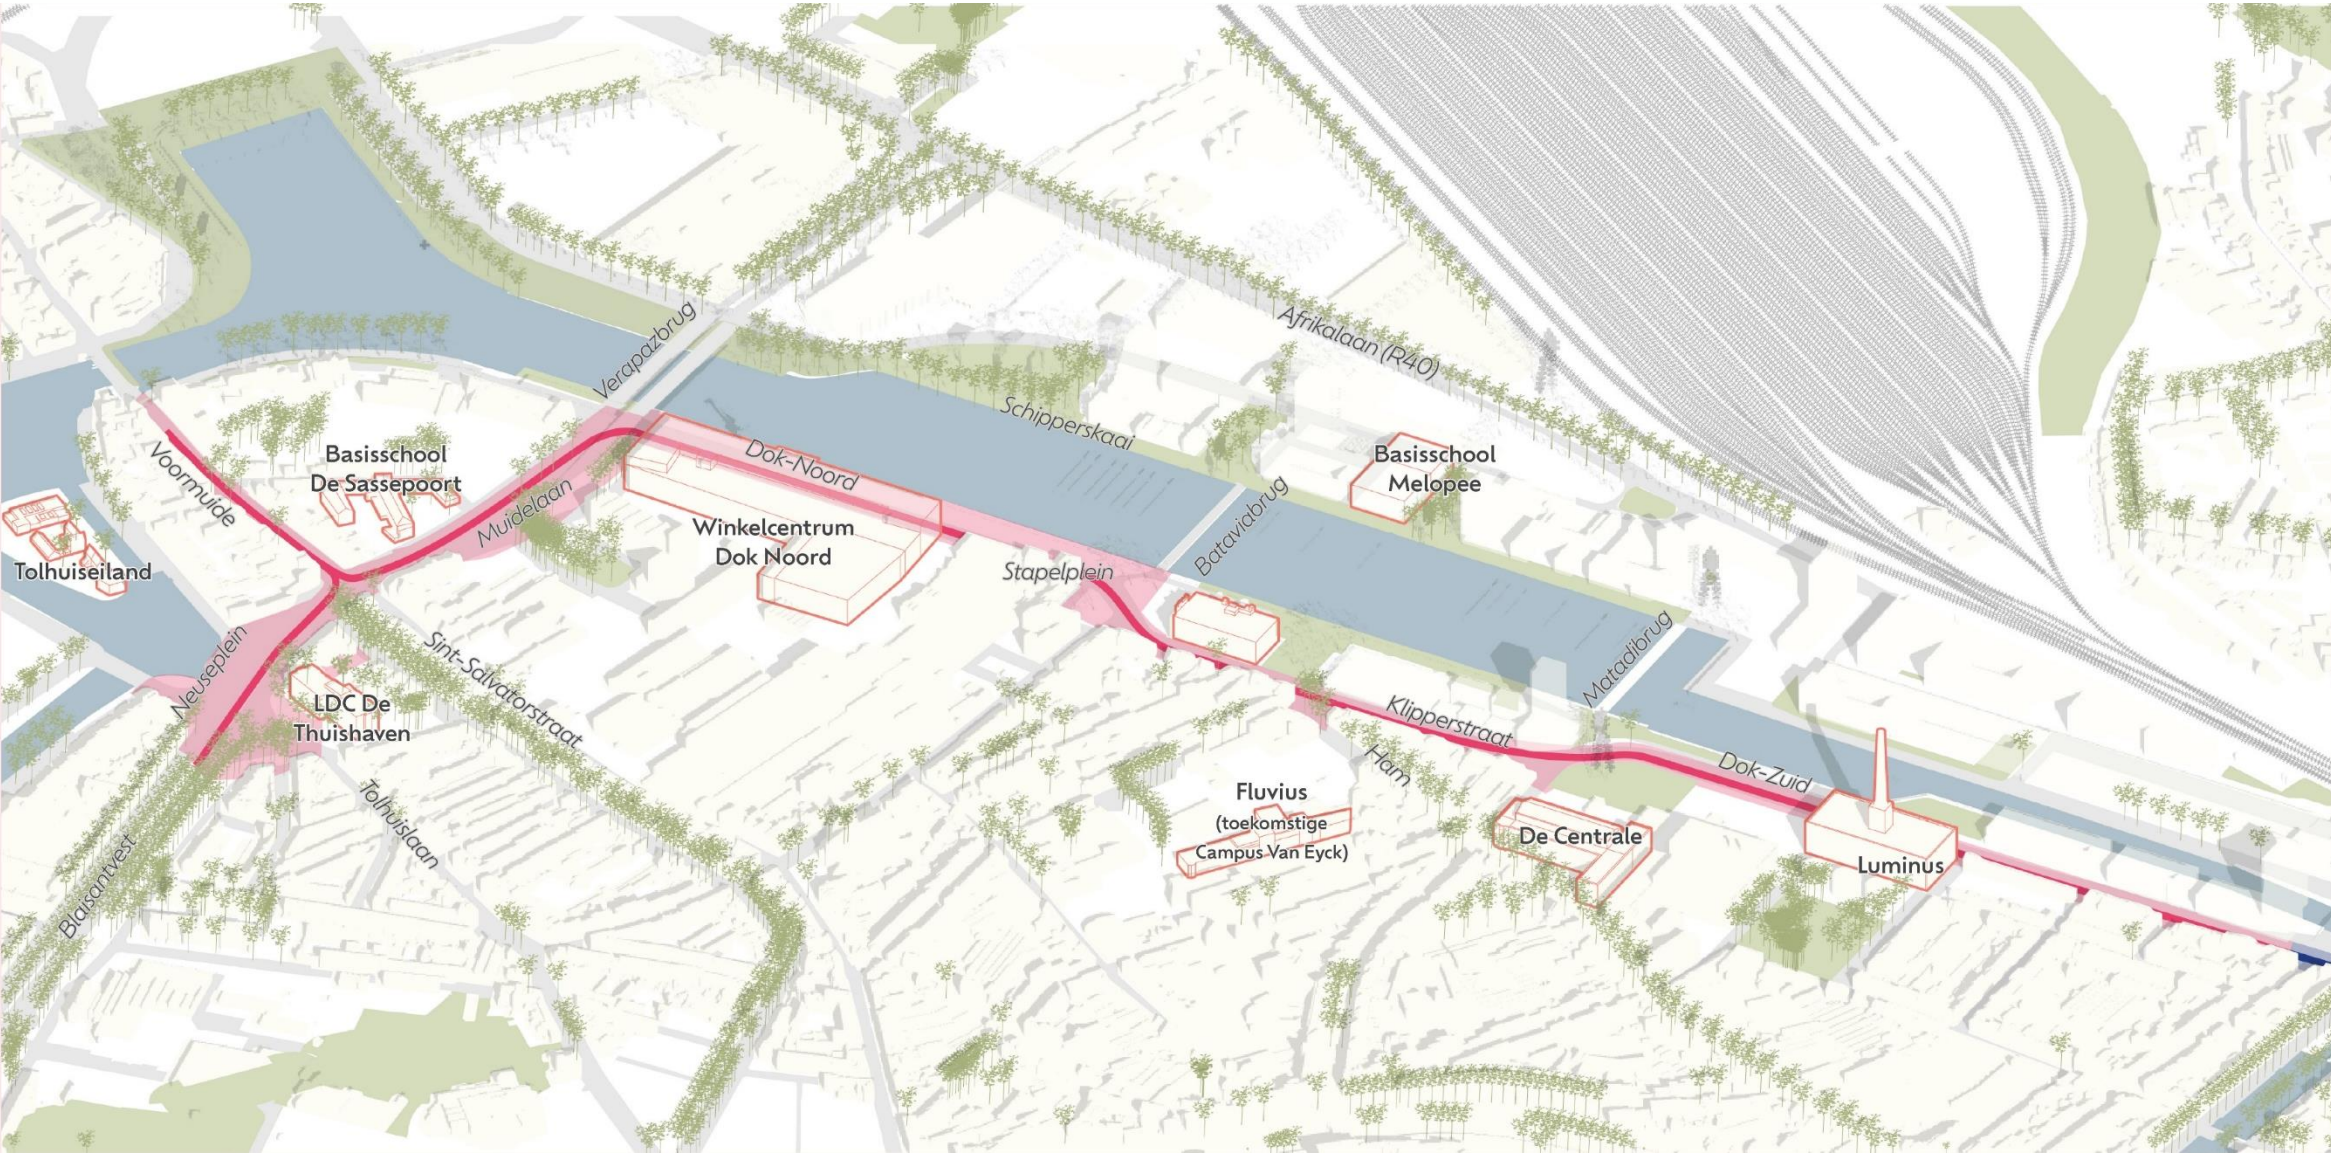 Verapazbrug
Afrikalaan (R40)
Schipperskaai
Voormuide
Basisschool
De Sassepoort
Muidelaan
Dok-Noord
Winkelcentrum
Dok Noord
Basisschool
Melopee
Bataviabrug
Stapelplein
Tolhuiseiland
Neuseplein
Sint-Salvatorstraat
LDC De
Thuishaven
Matadibrug
Klipperstraat
Ham
Dok-Zuid
Fluvius
(toekomstige
Campus Van Eyck)
De Centrale
Luminus
Tolhuislaan
Blaisantvest